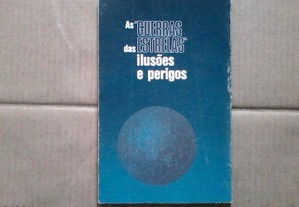 As "GUERRAS
das ESTRELAS"
ilusões
e perigos